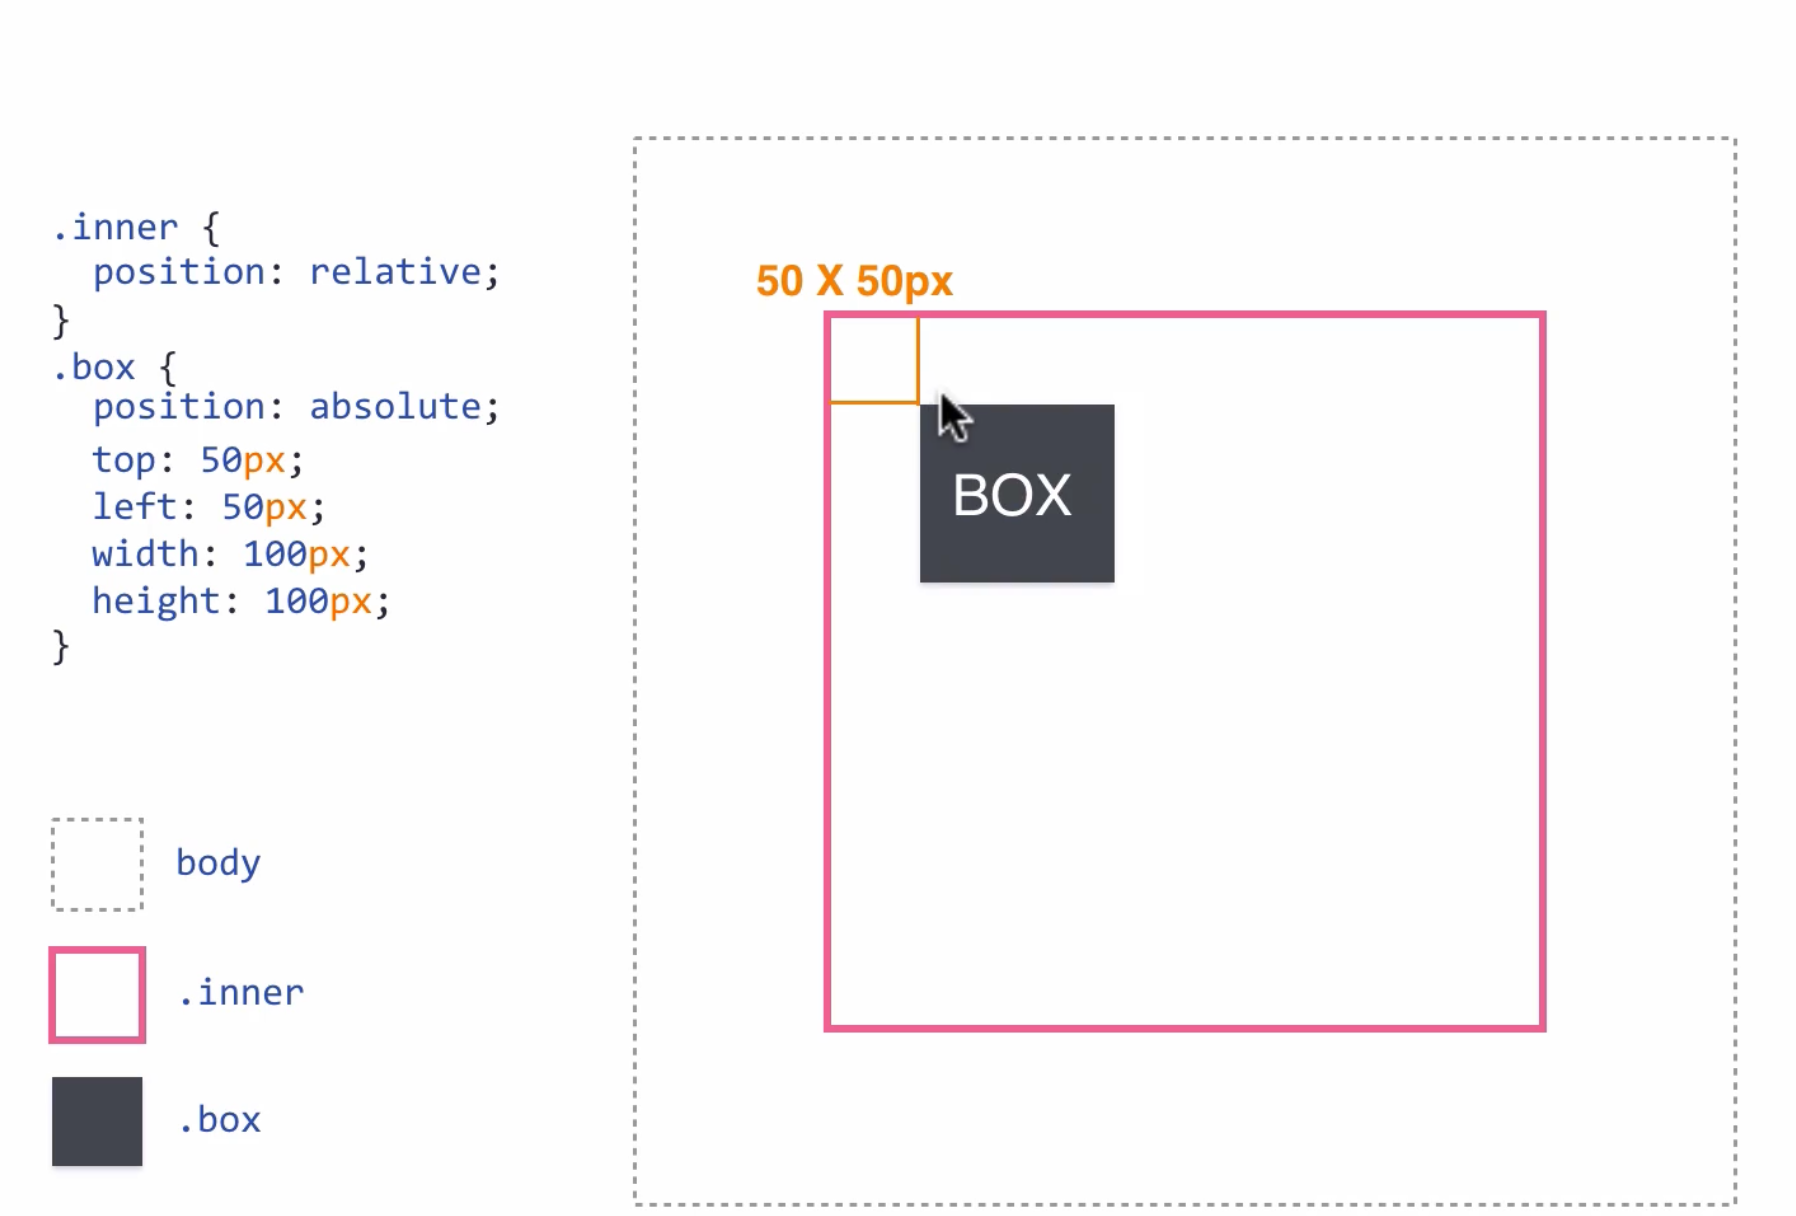 .inner {
position: relative;
}
.box {
position: absolute;
top: 50px;
left: 50px;
width: 100px;
height: 100px;
}
50 X 50px
BOX
body
.inner
.box